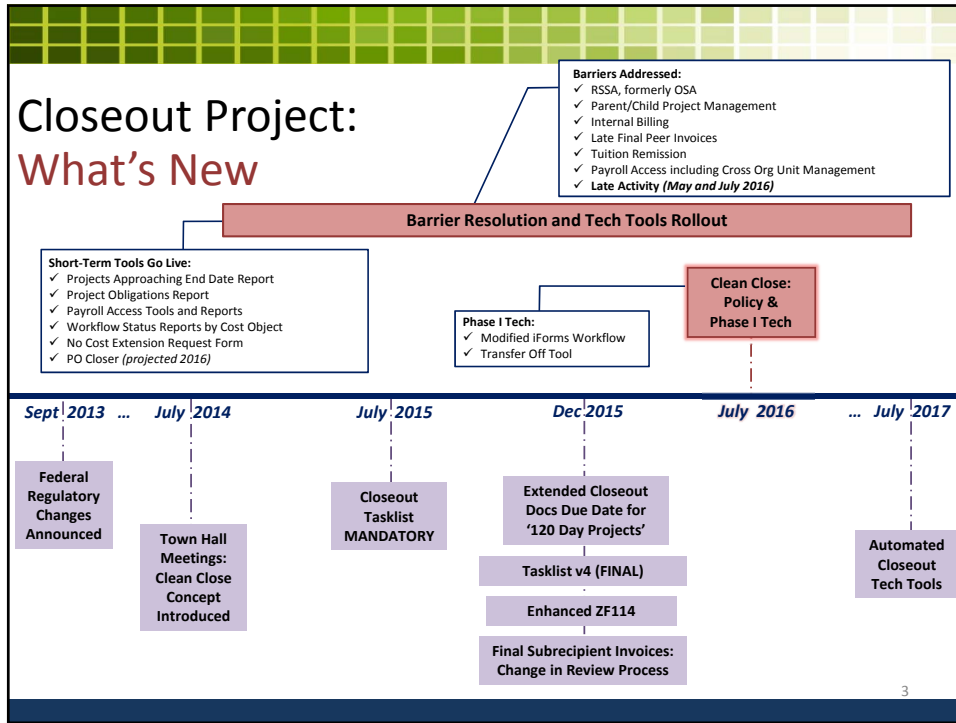 Closeout Project:
What's New
Barriers Addressed:
✓ RSSA, formerly OSA
✓ Parent/Child Project Management
✓ Internal Billing
✓ Late Final Peer Invoices
✓ Tuition Remission
✓ Payroll Access including Cross Org Unit Management
✓ Late Activity (May and July 2016)
Barrier Resolution and Tech Tools Rollout
Short-Term Tools Go Live:
✓ Projects Approaching End Date Report
✓ Project Obligations Report
✓ Payroll Access Tools and Reports
✓ Workflow Status Reports by Cost Object
✓ No Cost Extension Request Form
✓ PO Closer (projected 2016)
Phase I Tech:
✓ Modified iForms Workflow
✓ Transfer Off Tool
Clean Close:
Policy &
Phase I Tech
Sept 2013 ... July 2014 July 2015 Dec 2015 July 2016 ... July 2017
Federal
Regulatory
Changes
Announced
Town Hall
Meetings:
Clean Close
Concept
Introduced
Closeout
Tasklist
MANDATORY
Extended Closeout
Docs Due Date for
'120 Day Projects'
Tasklist v4 (FINAL)
Enhanced ZF114
Final Subrecipient Invoices:
Change in Review Process
Automated
Closeout
Tech Tools
3